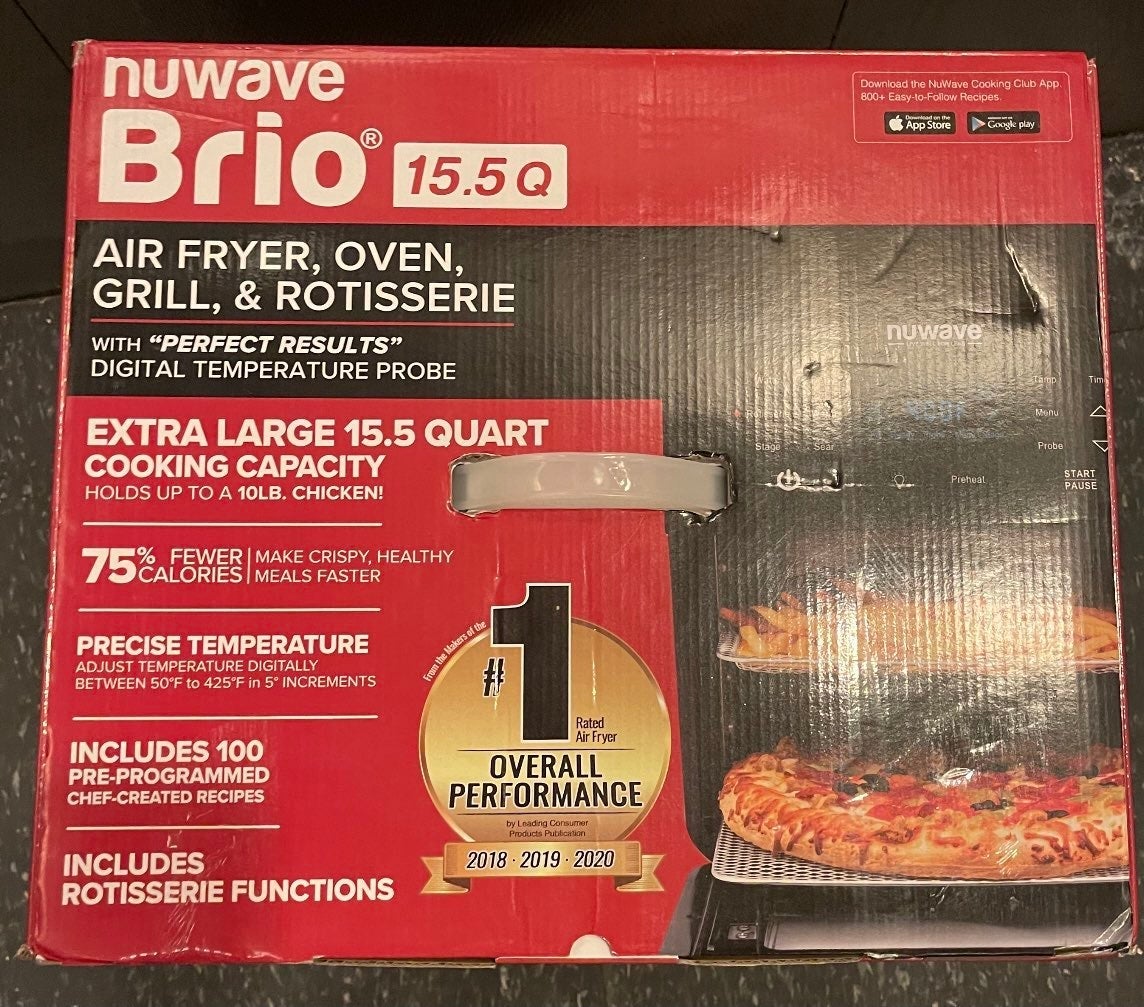 nuwave
Brio®
15.5 Q
Download the NuWave Cooking Club App.
800+ Easy-to-Follow Recipes.
Download on the
App Store
Google play
AIR FRYER, OVEN,
GRILL, & ROTISSERIE
WITH “PERFECT RESULTS”
DIGITAL TEMPERATURE PROBE
EXTRA LARGE 15.5 QUART
COOKING CAPACITY
HOLDS UP TO A 10LB. CHICKEN!
75% FEWER CALORIES
MAKE CRISPY, HEALTHY
MEALS FASTER
PRECISE TEMPERATURE
ADJUST TEMPERATURE DIGITALLY
BETWEEN 50°F to 425°F in 5° INCREMENTS
INCLUDES 100
PRE-PROGRAMMED
CHEF-CREATED RECIPES
INCLUDES
ROTISSERIE FUNCTIONS
From the Makers of the
#1
Rated
Air Fryer
OVERALL
PERFORMANCE
by Leading Consumer
Products Publication
2018 · 2019 · 2020
nuwave
Temp Time
Menu
Probe
Stage Sear
Preheat
START
PAUSE